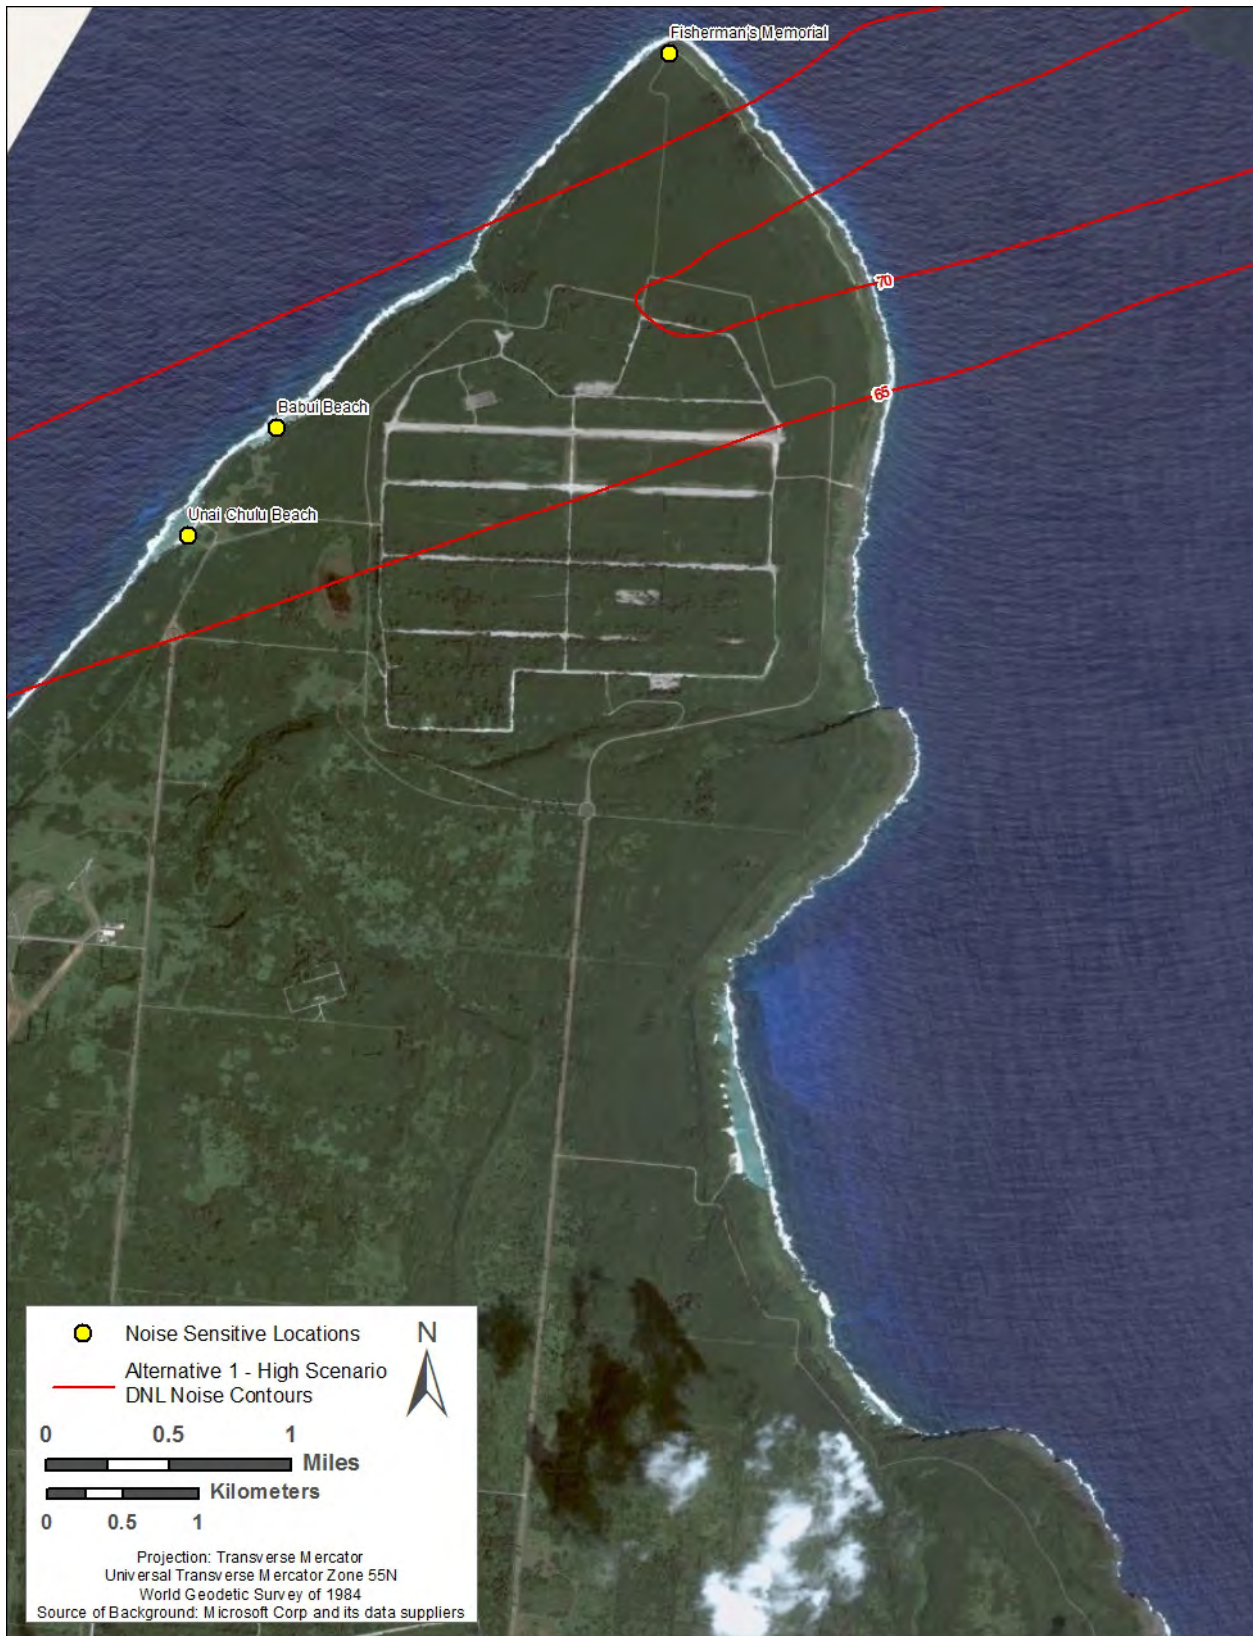 Fisherman's Memorial
70
65
Babui Beach
Unai Chulu Beach
Noise Sensitive Locations
N
Alternative 1 - High Scenario
DNL Noise Contours
0 0.5 1
Miles
Kilometers
0 0.5 1
Projection: Transverse Mercator
Universal Transverse Mercator Zone 55N
World Geodetic Survey of 1984
Source of Background: Microsoft Corp and its data suppliers